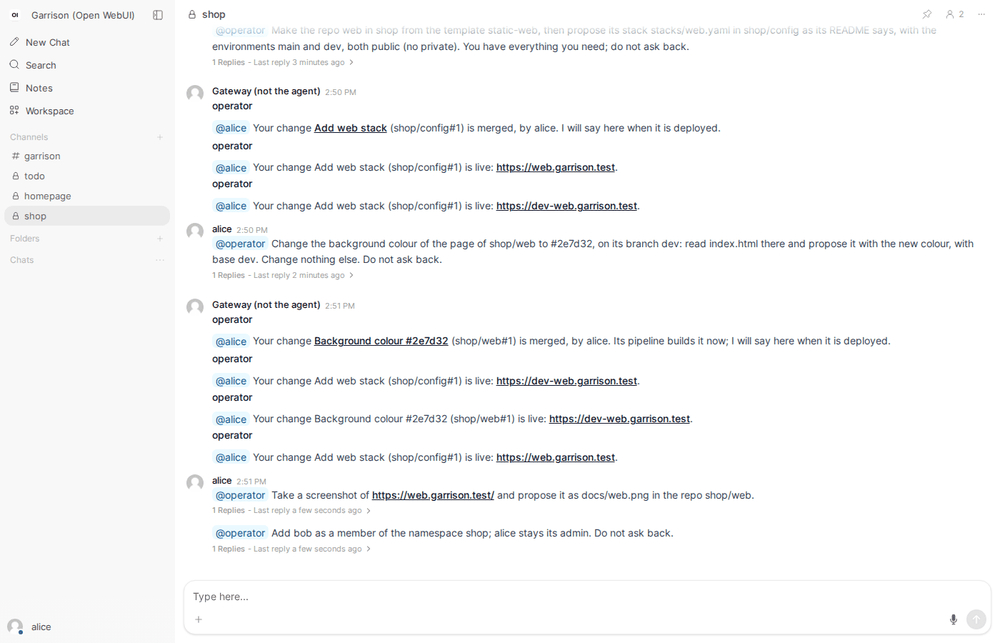 OI Garrison (Open WebUI)
New Chat
Search
Notes
Workspace
Channels
# garrison
todo
homepage
shop
Folders
Chats
alice
shop
2
@operator Make the repo web in shop from the template static-web, then propose its stack stacks/web.yaml in shop/config as its README says, with the
environments main and dev, both public (no private). You have everything you need; do not ask back.
1 Replies - Last reply 3 minutes ago
Gateway (not the agent) 2:50 PM
operator
@alice Your change Add web stack (shop/config#1) is merged, by alice. I will say here when it is deployed.
operator
@alice Your change Add web stack (shop/config#1) is live: https://web.garrison.test.
operator
@alice Your change Add web stack (shop/config#1) is live: https://dev-web.garrison.test.
alice 2:50 PM
@operator Change the background colour of the page of shop/web to #2e7d32, on its branch dev: read index.html there and propose it with the new colour, with
base dev. Change nothing else. Do not ask back.
1 Replies - Last reply 2 minutes ago
Gateway (not the agent) 2:51 PM
operator
@alice Your change Background colour #2e7d32 (shop/web#1) is merged, by alice. Its pipeline builds it now; I will say here when it is deployed.
operator
@alice Your change Add web stack (shop/config#1) is live: https://dev-web.garrison.test.
operator
@alice Your change Background colour #2e7d32 (shop/web#1) is live: https://dev-web.garrison.test.
operator
@alice Your change Add web stack (shop/config#1) is live: https://web.garrison.test.
alice 2:51 PM
@operator Take a screenshot of https://web.garrison.test/ and propose it as docs/web.png in the repo shop/web.
1 Replies - Last reply a few seconds ago
@operator Add bob as a member of the namespace shop; alice stays its admin. Do not ask back.
1 Replies - Last reply a few seconds ago
Type here...